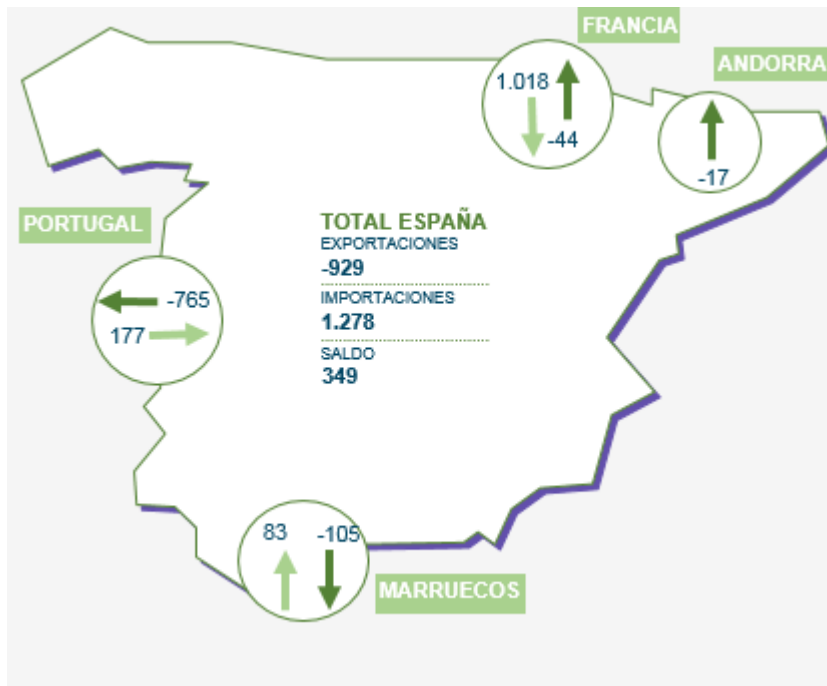 FRANCIA
ANDORRA
1.018
-44
-17
PORTUGAL
TOTAL ESPAÑA
EXPORTACIONES
-929
IMPORTACIONES
1.278
SALDO
349
-765
177
83 -105
MARRUECOS